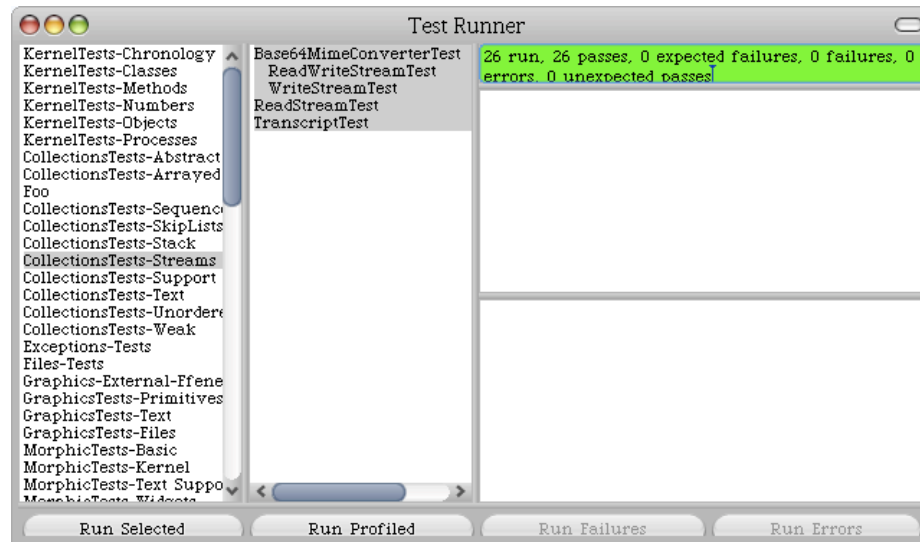 Test Runner
KernelTests-Chronology
KernelTests-Classes
KernelTests-Methods
KernelTests-Numbers
KernelTests-Objects
KernelTests-Processes
CollectionsTests-Abstract
CollectionsTests-Arrayed
Foo
CollectionsTests-Sequenc
CollectionsTests-SkipLists
CollectionsTests-Stack
CollectionsTests-Streams
CollectionsTests-Support
CollectionsTests-Text
CollectionsTests-Unordere
CollectionsTests-Weak
Exceptions-Tests
Files-Tests
Graphics-External-Ffene
GraphicsTests-Primitives
GraphicsTests-Text
GraphicsTests-Files
MorphicTests-Basic
MorphicTests-Kernel
MorphicTests-Text Suppo
MorphicTests-Widgets
Base64MimeConverterTest
ReadWriteStreamTest
WriteStreamTest
ReadStreamTest
TranscriptTest
26 run, 26 passes, 0 expected failures, 0 failures, 0
errors, 0 unexpected passes
Run Selected
Run Profiled
Run Failures
Run Errors